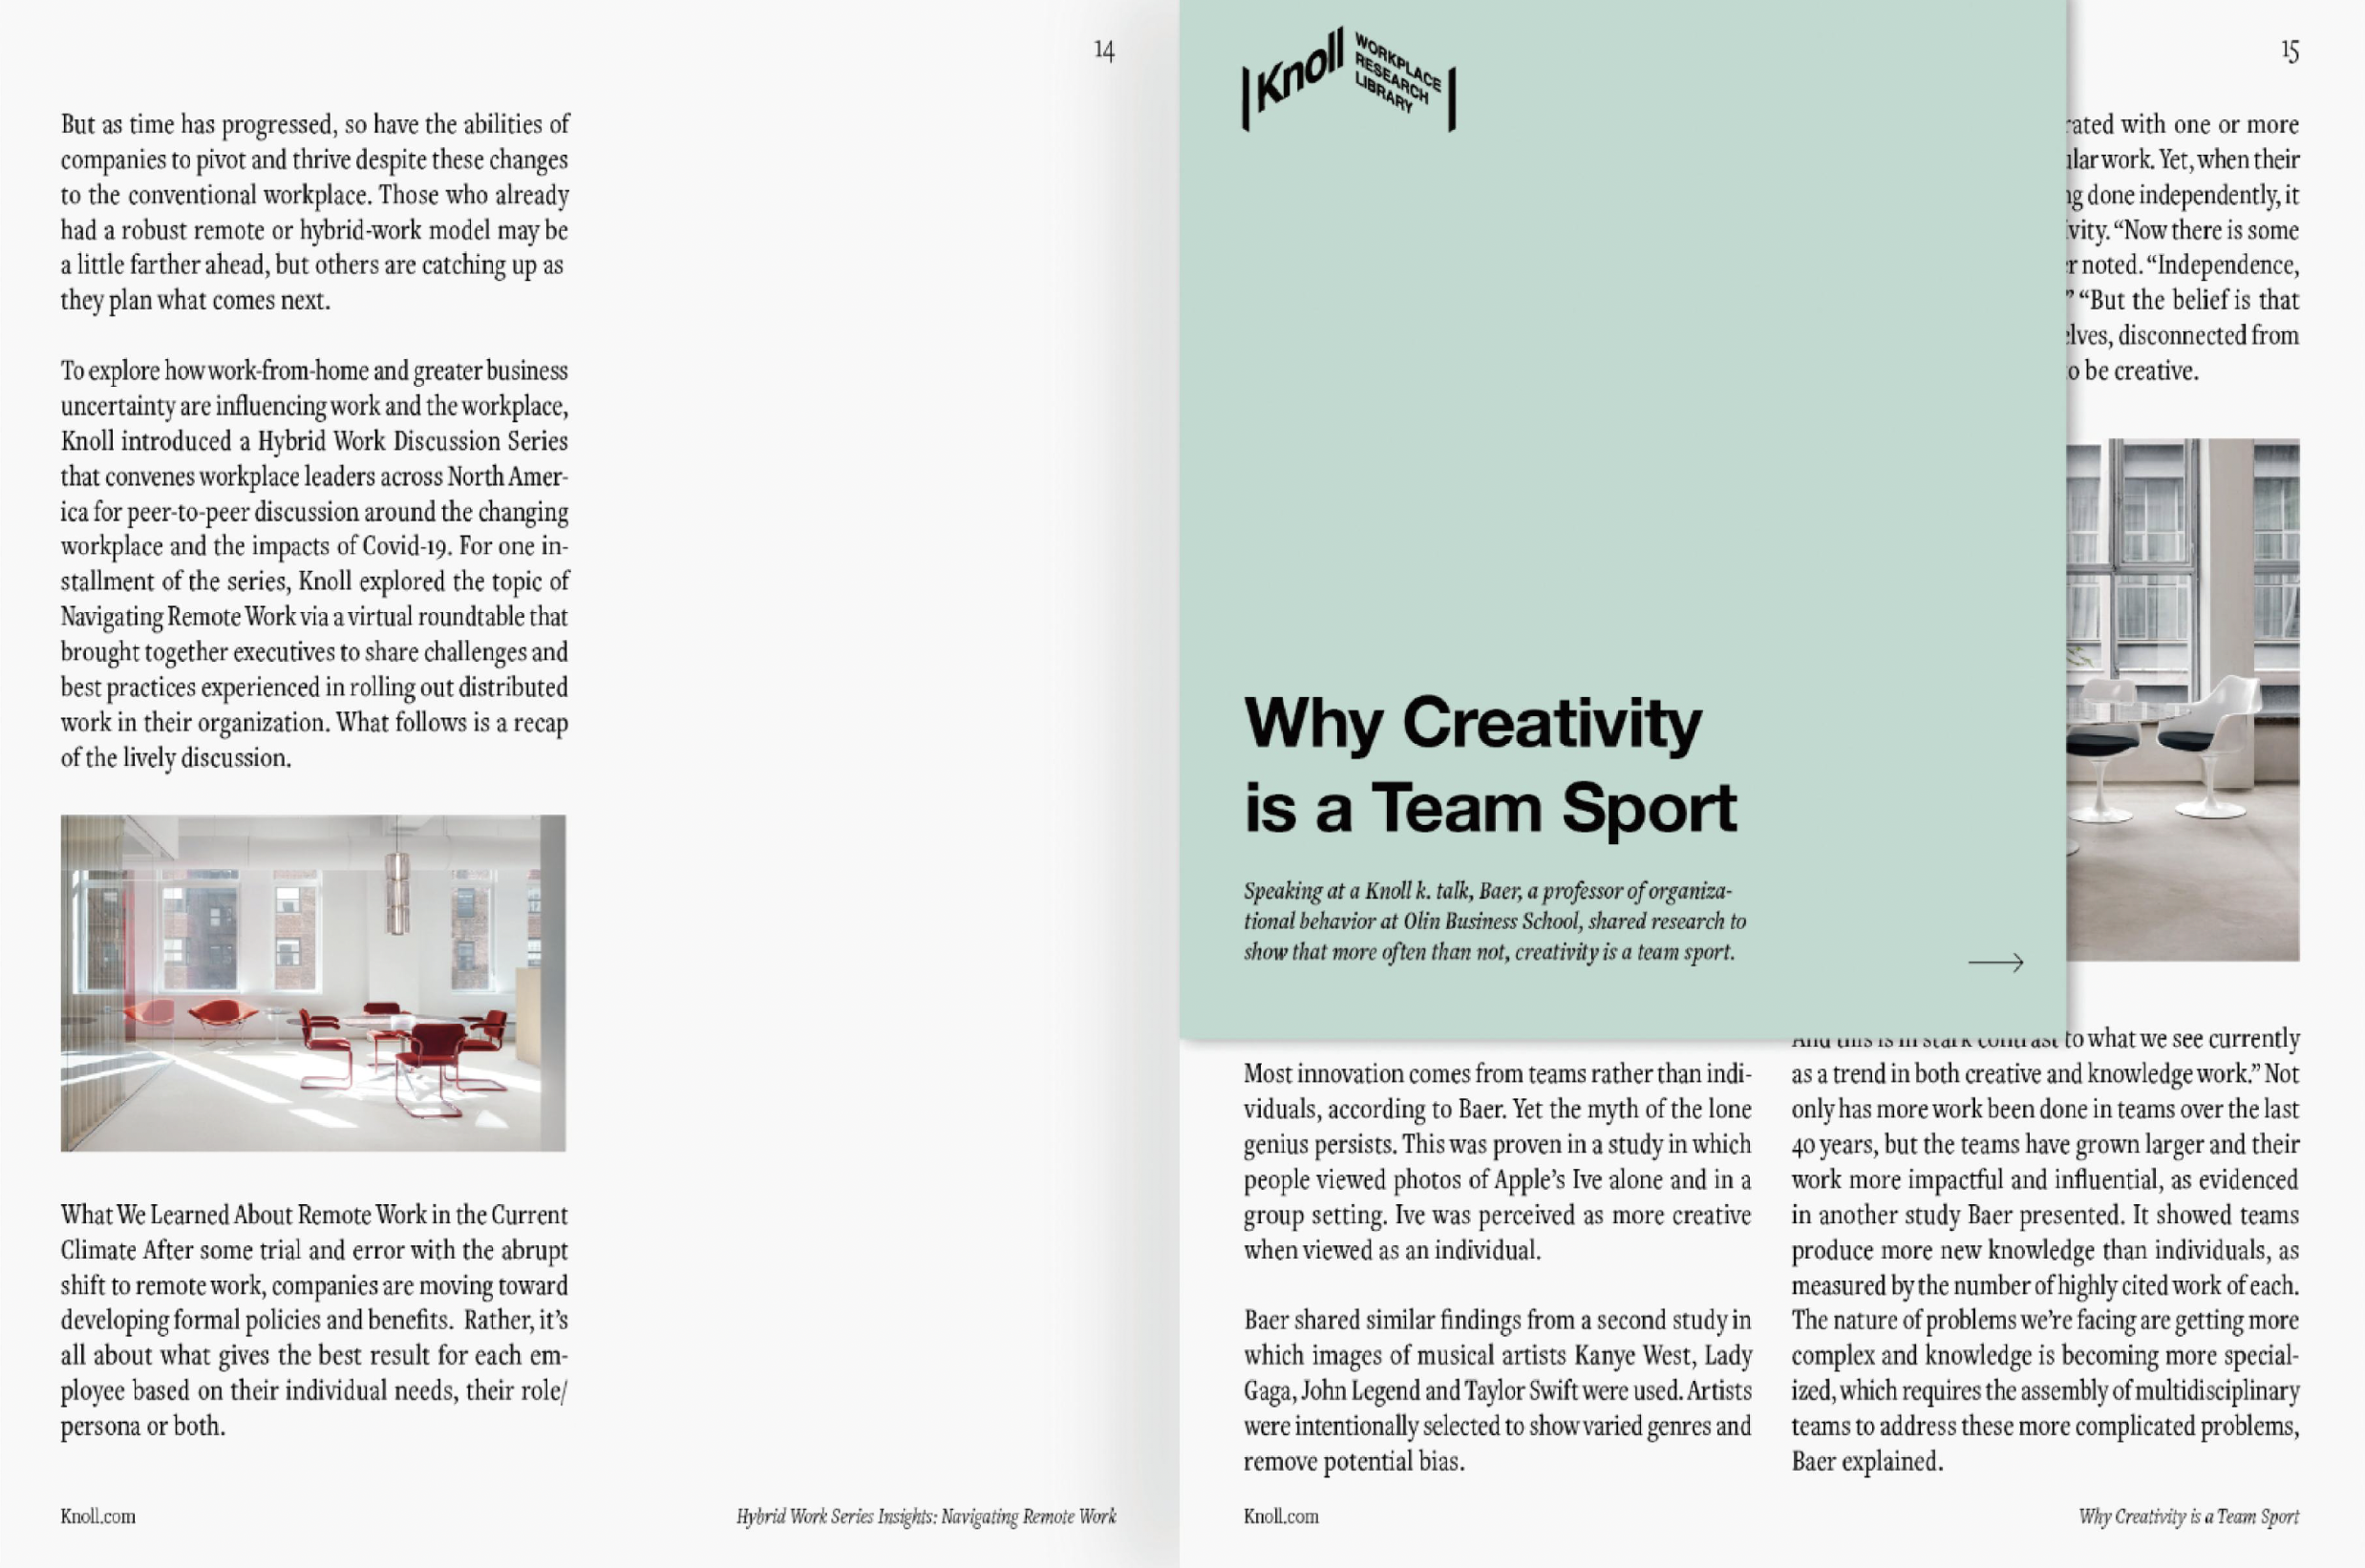 14
But as time has progressed, so have the abilities of
companies to pivot and thrive despite these changes
to the conventional workplace. Those who already
had a robust remote or hybrid-work model may be
a little farther ahead, but others are catching up as
they plan what comes next.
To explore how work-from-home and greater business
uncertainty are influencing work and the workplace,
Knoll introduced a Hybrid Work Discussion Series
that convenes workplace leaders across North Amer-
ica for peer-to-peer discussion around the changing
workplace and the impacts of Covid-19. For one in-
stallment of the series, Knoll explored the topic of
Navigating Remote Work via a virtual roundtable that
brought together executives to share challenges and
best practices experienced in rolling out distributed
work in their organization. What follows is a recap
of the lively discussion.
What We Learned About Remote Work in the Current
Climate After some trial and error with the abrupt
shift to remote work, companies are moving toward
developing formal policies and benefits. Rather, it’s
all about what gives the best result for each em-
ployee based on their individual needs, their role/
persona or both.
Knoll.com
Hybrid Work Series Insights: Navigating Remote Work
Knoll
WORKPLACE
RESEARCH
LIBRARY
Why Creativity
is a Team Sport
Speaking at a Knoll k. talk, Baer, a professor of organiza-
tional behavior at Olin Business School, shared research to
show that more often than not, creativity is a team sport.
Most innovation comes from teams rather than indi-
viduals, according to Baer. Yet the myth of the lone
genius persists. This was proven in a study in which
people viewed photos of Apple’s Ive alone and in a
group setting. Ive was perceived as more creative
when viewed as an individual.
Baer shared similar findings from a second study in
which images of musical artists Kanye West, Lady
Gaga, John Legend and Taylor Swift were used. Artists
were intentionally selected to show varied genres and
remove potential bias.
15
with one or more
work. Yet, when their
done independently, it
“Now there is some
noted. “Independence,
“But the belief is that
disconnected from
be creative.
And this is in stark contrast to what we see currently
as a trend in both creative and knowledge work.” Not
only has more work been done in teams over the last
40 years, but the teams have grown larger and their
work more impactful and influential, as evidenced
in another study Baer presented. It showed teams
produce more new knowledge than individuals, as
measured by the number of highly cited work of each.
The nature of problems we’re facing are getting more
complex and knowledge is becoming more special-
ized, which requires the assembly of multidisciplinary
teams to address these more complicated problems,
Baer explained.
Knoll.com
Why Creativity is a Team Sport